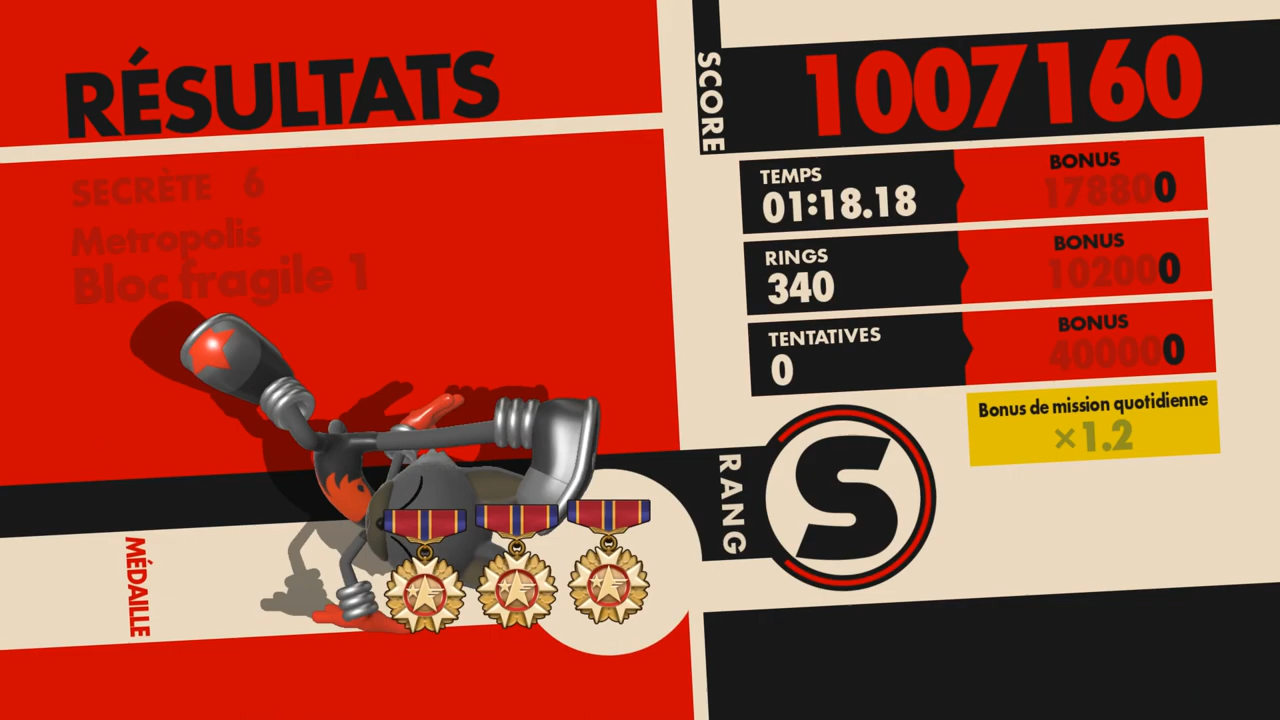 RÉSULTATS
SECRÈTE 6
Metropolis
Bloc fragile 1
MÉDAILLE
SCORE
1007160
TEMPS
01:18.18
BONUS
178800
RINGS
340
BONUS
102000
TENTATIVES
0
BONUS
400000
Bonus de mission quotidienne
×1.2
RANG
S